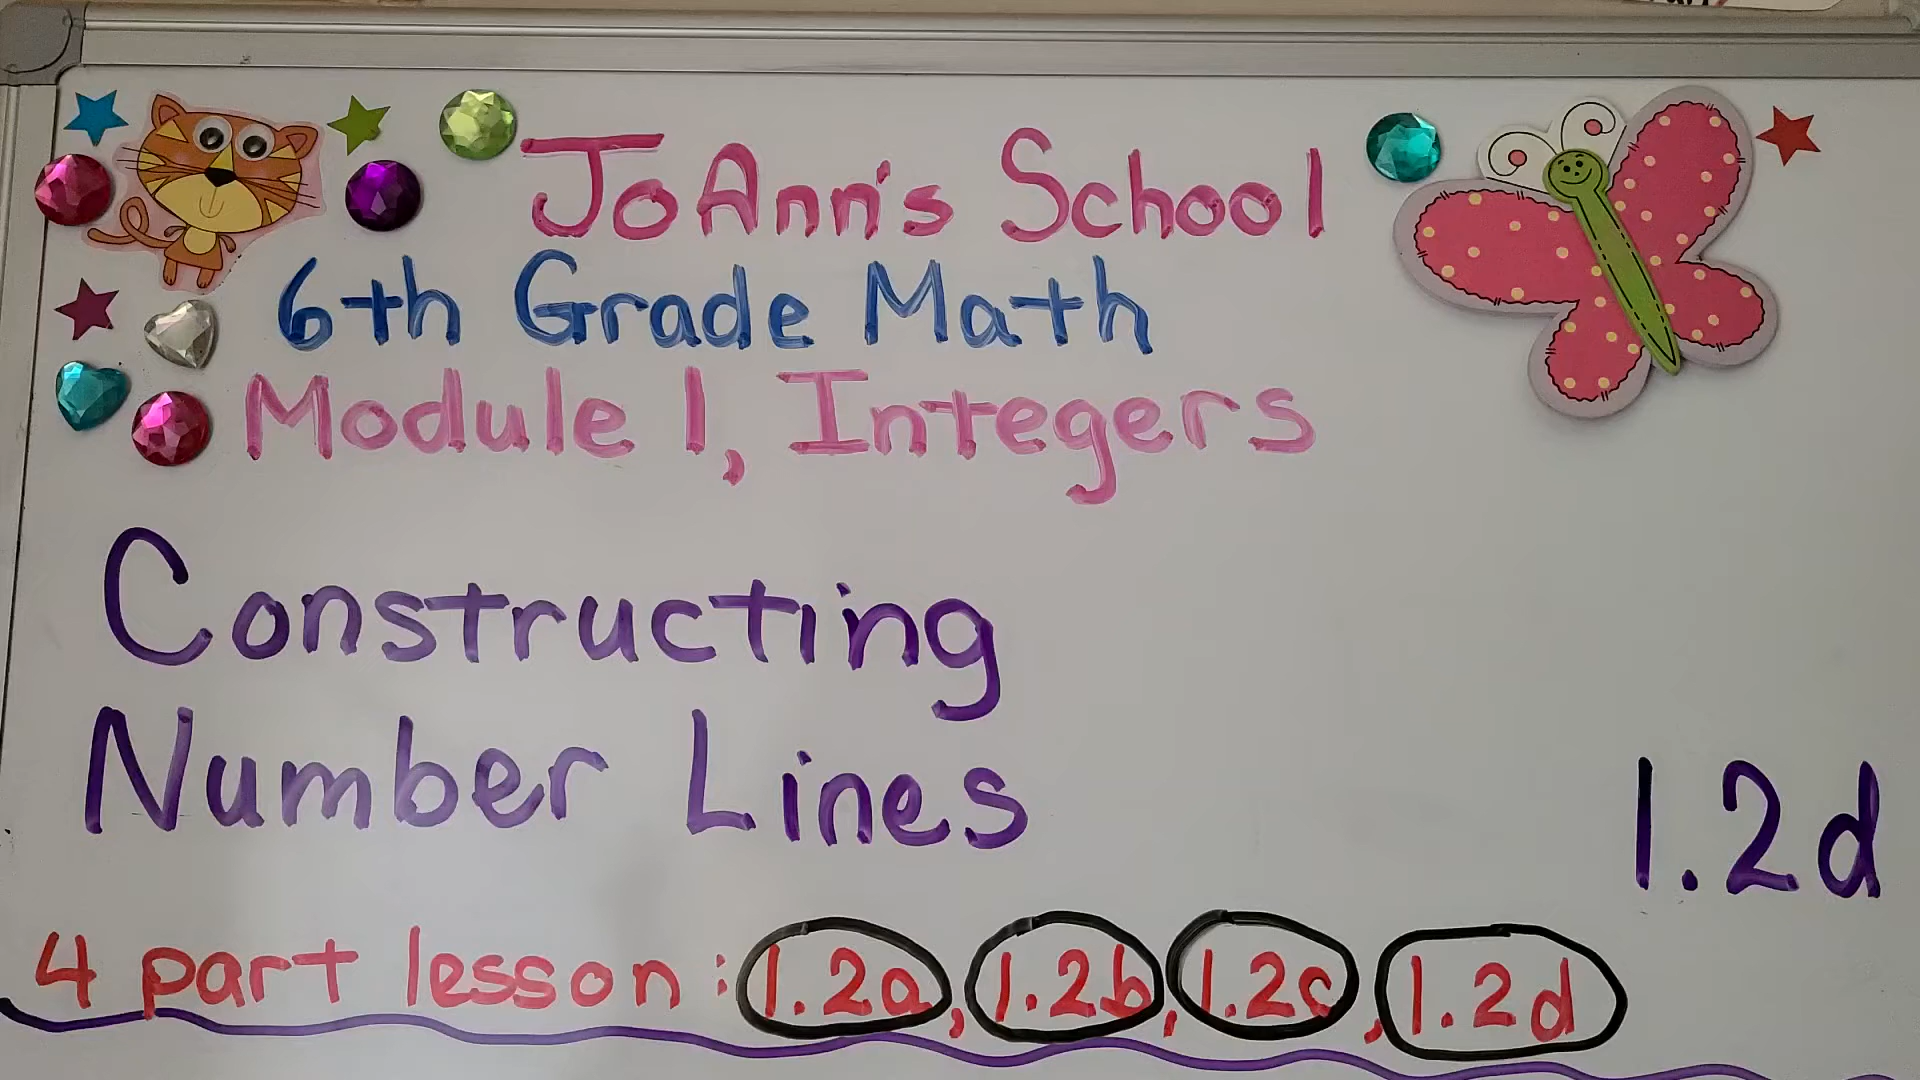 JoAnn's School
6th Grade Math
Module 1, Integers
Constructing
Number Lines
1.2d
4 part lesson: 1.2a, 1.2b, 1.2c, 1.2d